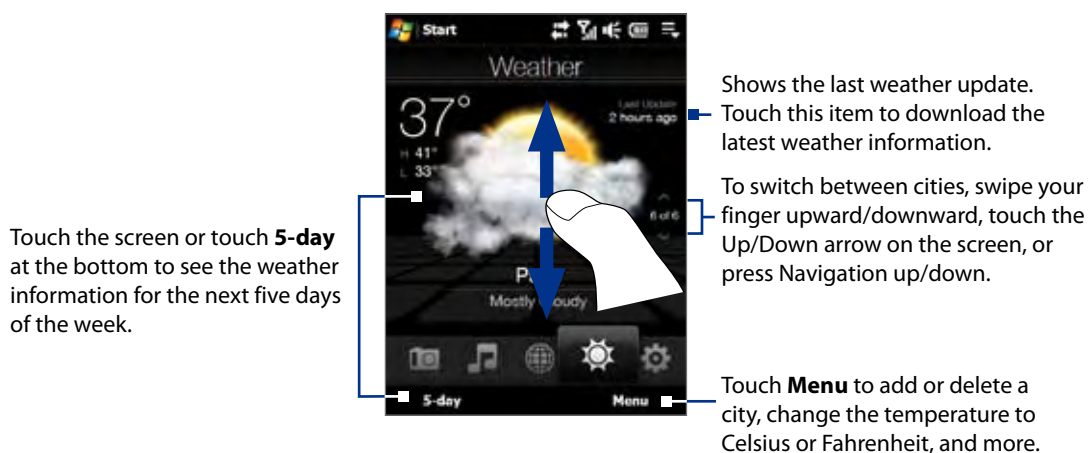 Start
Weather
37°
H 41°
L 33°
Last Update
2 hours ago
6 of 6
Mostly Cloudy
5-day
Menu
Shows the last weather update.
Touch this item to download the
latest weather information.
To switch between cities, swipe your
finger upward/downward, touch the
Up/Down arrow on the screen, or
press Navigation up/down.
Touch the screen or touch 5-day
at the bottom to see the weather
information for the next five days
of the week.
Touch Menu to add or delete a
city, change the temperature to
Celsius or Fahrenheit, and more.